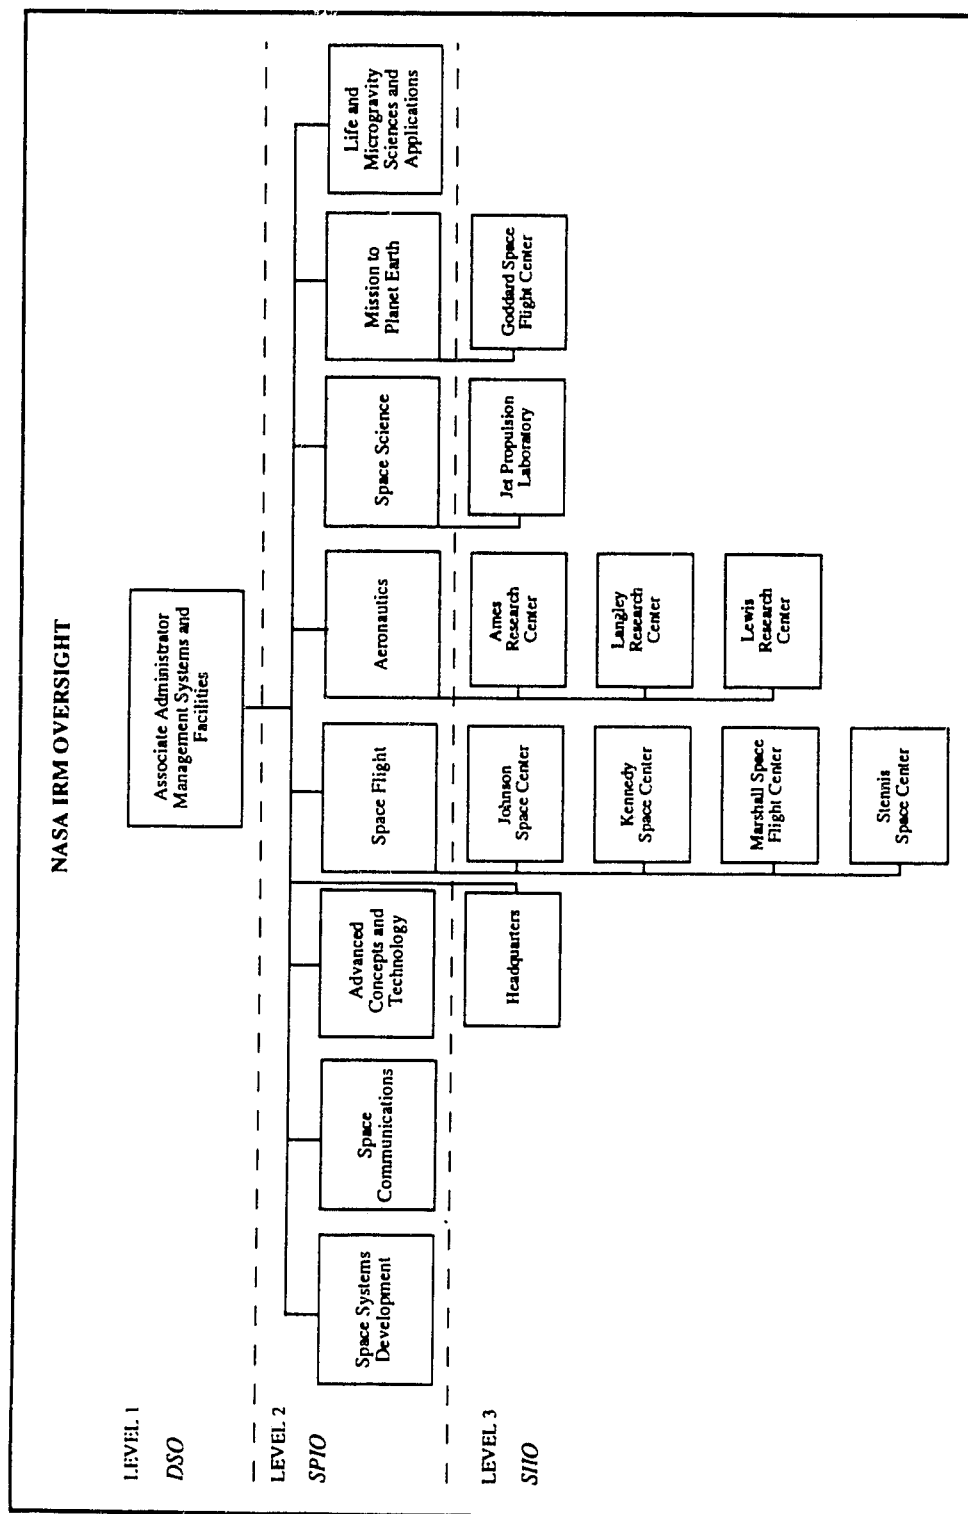 NASA IRM OVERSIGHT
LEVEL 1
DSO
Associate Administrator
Management Systems and
Facilities
LEVEL 2
SPIO
Space Systems
Development
Space
Communications
Advanced
Concepts and
Technology
Space Flight
Aeronautics
Space Science
Mission to
Planet Earth
Life and
Microgravity
Sciences and
Applications
LEVEL 3
SIIO
Headquarters
Johnson
Space Center
Kennedy
Space Center
Marshall Space
Flight Center
Stennis
Space Center
Ames
Research
Center
Langley
Research
Center
Lewis
Research
Center
Jet Propulsion
Laboratory
Goddard Space
Flight Center